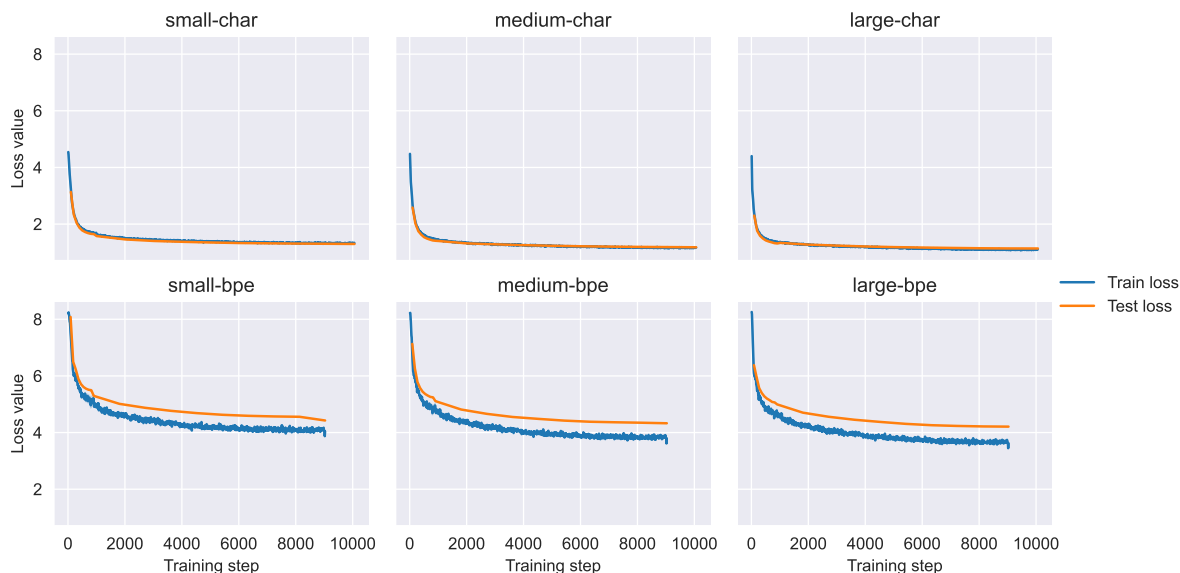 small-char medium-char large-char
8
6
4
2
Loss value
small-bpe medium-bpe large-bpe
Train loss
Test loss
8
6
4
2
Loss value
0 2000 4000 6000 8000 10000 0 2000 4000 6000 8000 10000 0 2000 4000 6000 8000 10000
Training step Training step Training step